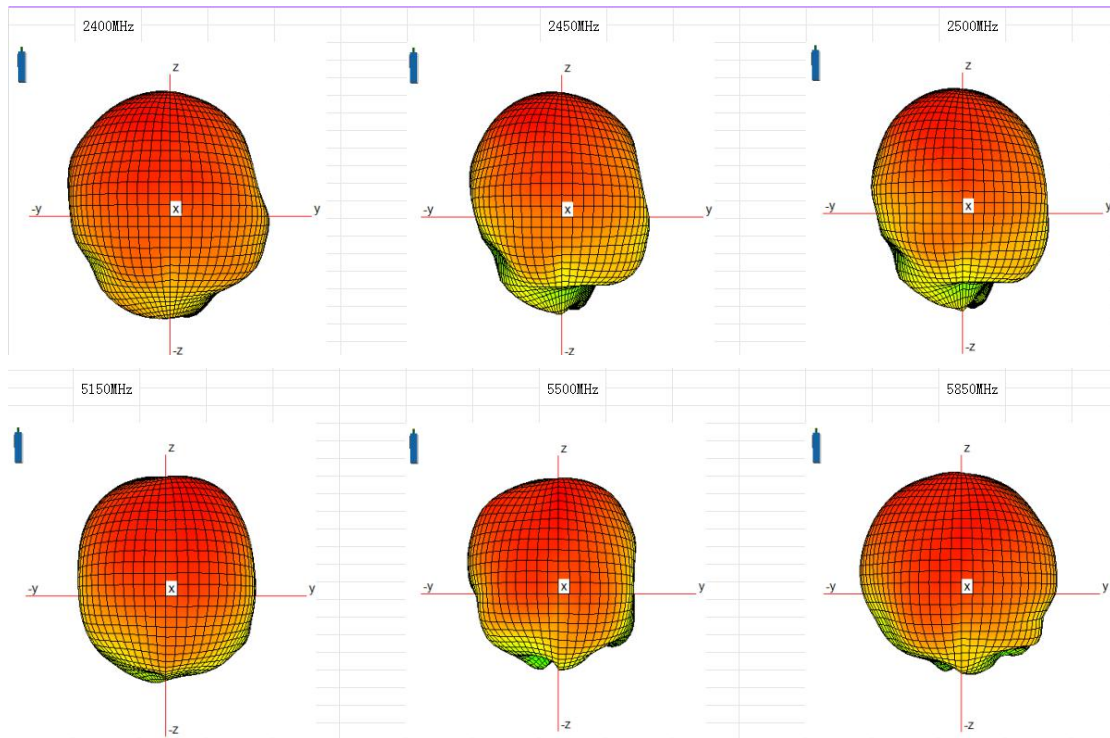 2400MHz 2450MHz 2500MHz
z z z
-y x y -y x y -y x y
-z -z -z
5150MHz 5500MHz 5850MHz
z z z
-y x y -y x y -y x y
-z -z -z